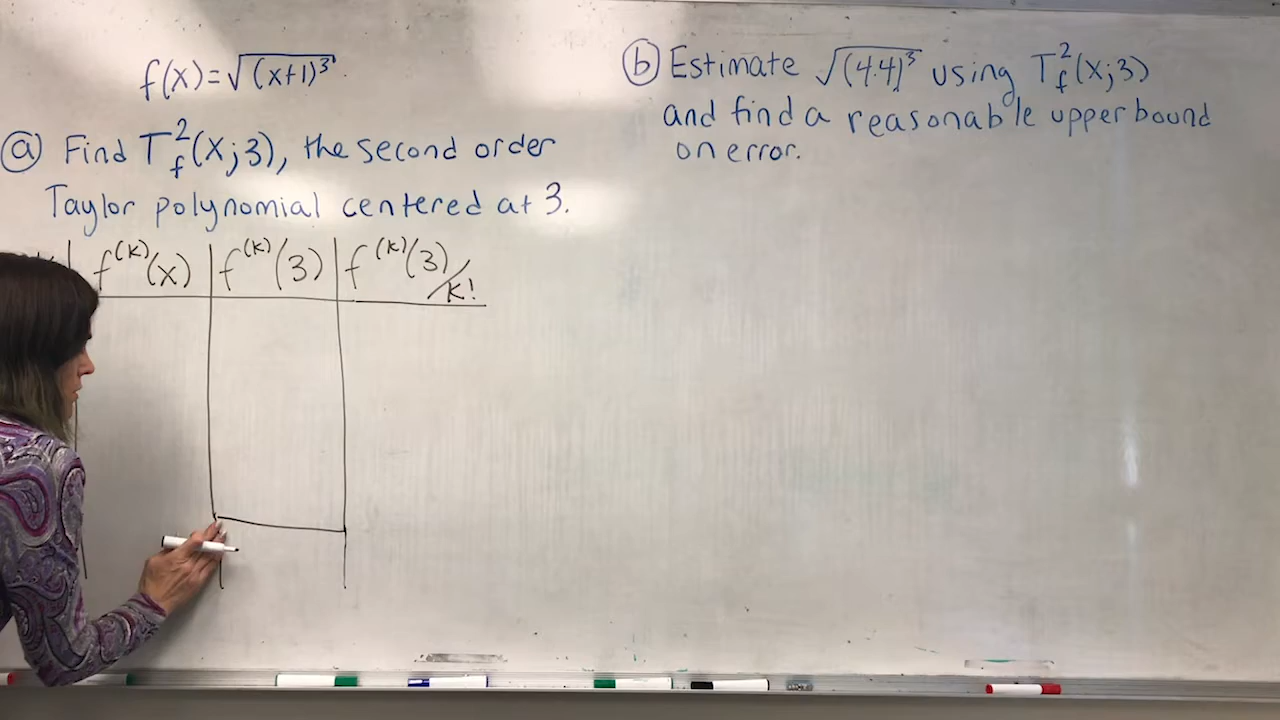 f(x)=√(x+1)³
ⓐ Find T²_f(x;3), the second order
Taylor polynomial centered at 3.
f^(k)(x) | f^(k)(3) | f^(k)(3)/k!
ⓑ Estimate √(4.4)³ using T²_f(x;3)
and find a reasonable upper bound
on error.